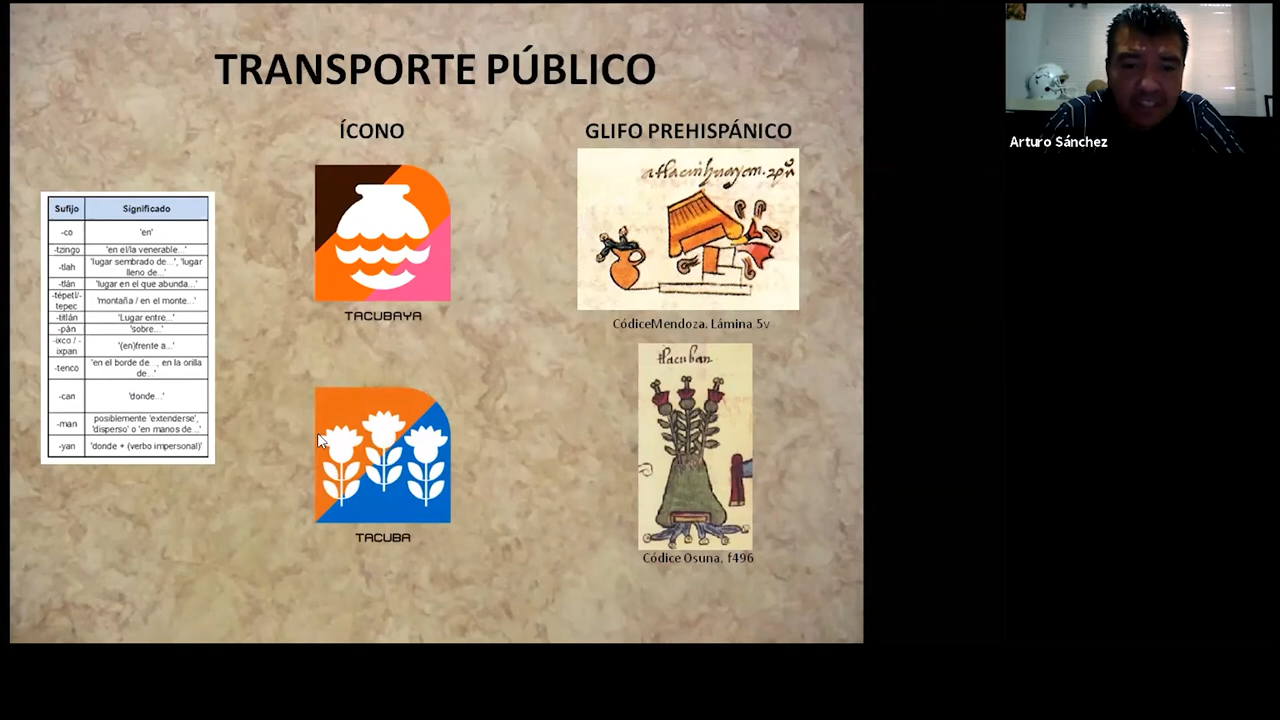 TRANSPORTE PÚBLICO
ÍCONO
GLIFO PREHISPÁNICO
Sufijo Significado
-co 'en'
-tzingo 'en el/la venerable...'
-tlah 'lugar sembrado de...', 'lugar
lleno de...'
-tlán 'lugar en el que abunda...'
-tépetl/-
tepec 'montaña / en el monte...'
-titlán 'Lugar entre...'
-pán 'sobre...'
-ixco / -
ixpan '(en)frente a...'
-tenco 'en el borde de..., en la orilla
de...'
-can 'donde...'
-man posiblemente 'extenderse',
'disperso' o 'en manos de...'
-yan 'donde + (verbo impersonal)'
TACUBAYA
CódiceMendoza. Lámina 5v
tlacuban.
TACUBA
Códice Osuna. f496
Arturo Sánchez